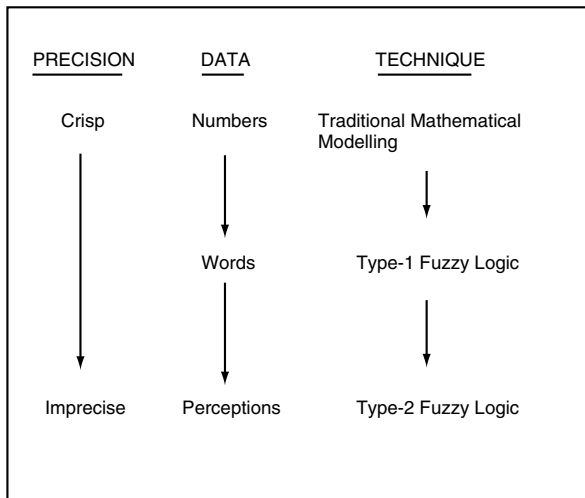 PRECISION DATA TECHNIQUE
Crisp Numbers Traditional Mathematical
Modelling
Words Type-1 Fuzzy Logic
Imprecise Perceptions Type-2 Fuzzy Logic